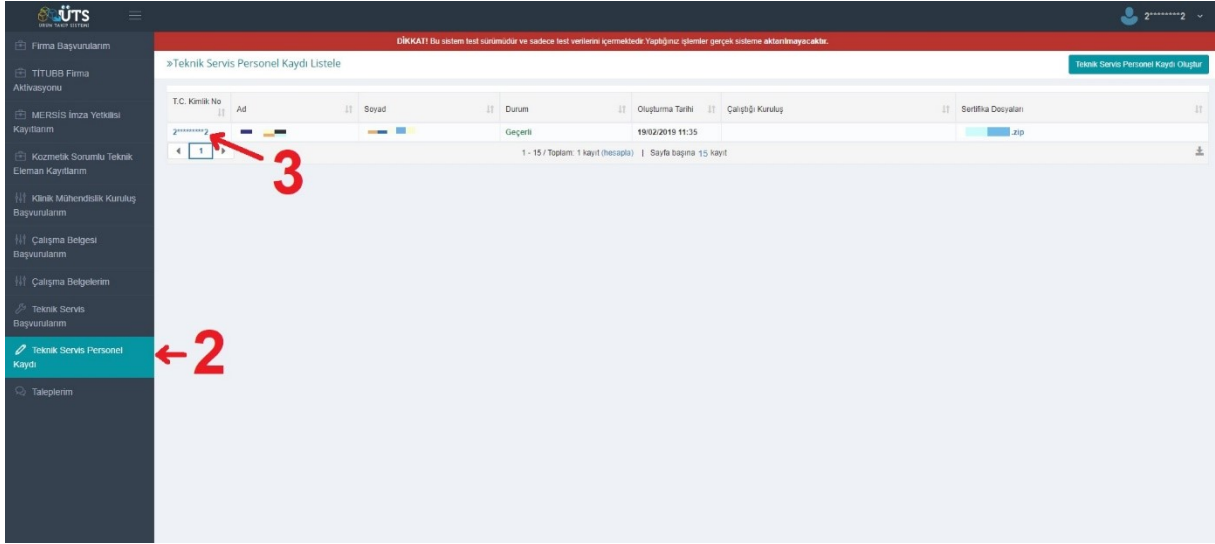 ÜTS
ÜRÜN TAKİP SİSTEMİ
2********2
Firma Başvurularım
TİTUBB Firma
Aktivasyonu
MERSİS İmza Yetkilisi
Kayıtlarım
Kozmetik Sorumlu Teknik
Eleman Kayıtlarım
Klinik Mühendislik Kuruluş
Başvurularım
Çalışma Belgesi
Başvurularım
Çalışma Belgelerim
Teknik Servis
Başvurularım
Teknik Servis Personel
Kaydı
Taleplerim
DİKKAT! Bu sistem test sürümüdür ve sadece test verilerini içermektedir.Yaptığınız işlemler gerçek sisteme aktarılmayacaktır.
»Teknik Servis Personel Kaydı Listele
Teknik Servis Personel Kaydı Oluştur
T.C. Kimlik No Ad Soyad Durum Oluşturma Tarihi Çalıştığı Kuruluş Sertifika Dosyaları
2********2 Geçerli 19/02/2019 11:35 .zip
1 1 - 15 / Toplam: 1 kayıt (hesapla) | Sayfa başına 15 kayıt
3
2